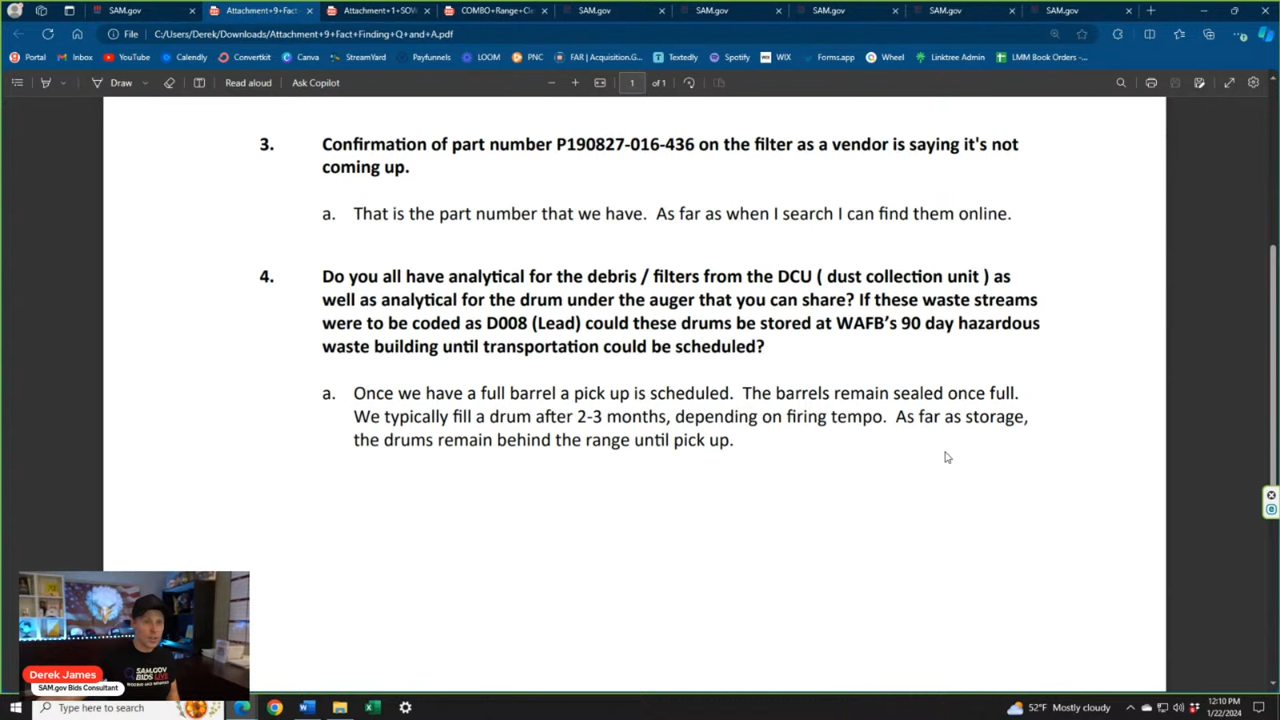 SAM.gov
Attachment+9+Fact+F
Attachment+1+SOW
COMBO+Range+Cle
SAM.gov
SAM.gov
SAM.gov
SAM.gov
SAM.gov
File
C:/Users/Derek/Downloads/Attachment+9+Fact+Finding+Q+and+A.pdf
Portal
Inbox
YouTube
Calendly
Convertkit
Canva
StreamYard
Payfunnels
LOOM
PNC
FAR | Acquisition.G...
Textedly
Spotify
WIX
Forms.app
Wheel
Linktree Admin
LMM Book Orders -...
Draw
Read aloud
Ask Copilot
1 of 1
3. Confirmation of part number P190827-016-436 on the filter as a vendor is saying it's not
coming up.
a. That is the part number that we have. As far as when I search I can find them online.
4. Do you all have analytical for the debris / filters from the DCU ( dust collection unit ) as
well as analytical for the drum under the auger that you can share? If these waste streams
were to be coded as D008 (Lead) could these drums be stored at WAFB's 90 day hazardous
waste building until transportation could be scheduled?
a. Once we have a full barrel a pick up is scheduled. The barrels remain sealed once full.
We typically fill a drum after 2-3 months, depending on firing tempo. As far as storage,
the drums remain behind the range until pick up.
SAM.GOV
BIDS LIVE
Derek James
SAM.gov Bids Consultant
Type here to search
52°F Mostly cloudy
12:10 PM
1/22/2024